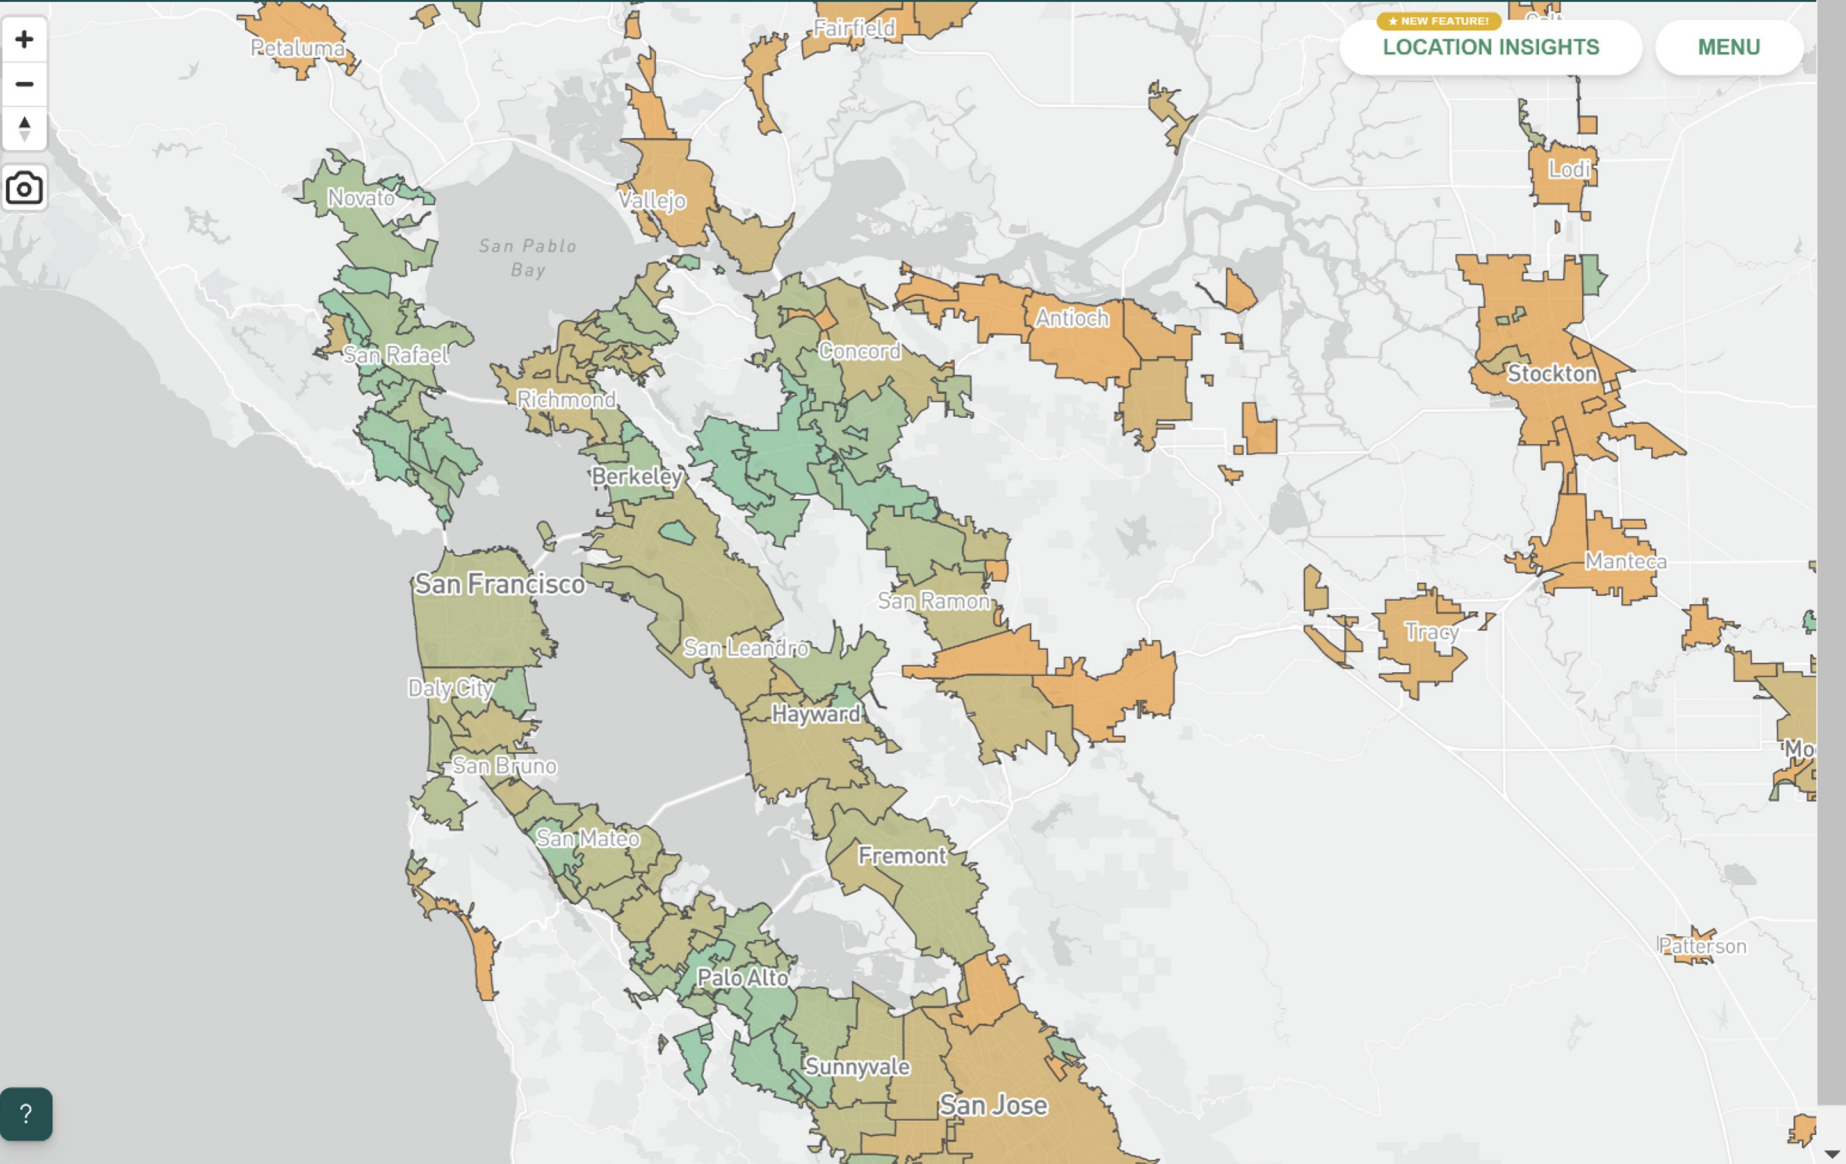 Petaluma
Fairfield
★ NEW FEATURE!
LOCATION INSIGHTS
MENU
Lodi
Novato
Vallejo
San Pablo
Bay
Antioch
San Rafael
Concord
Richmond
Stockton
Berkeley
Manteca
San Francisco
San Ramon
Tracy
San Leandro
Daly City
Hayward
Mo
San Bruno
San Mateo
Fremont
Patterson
Palo Alto
Sunnyvale
San Jose
?